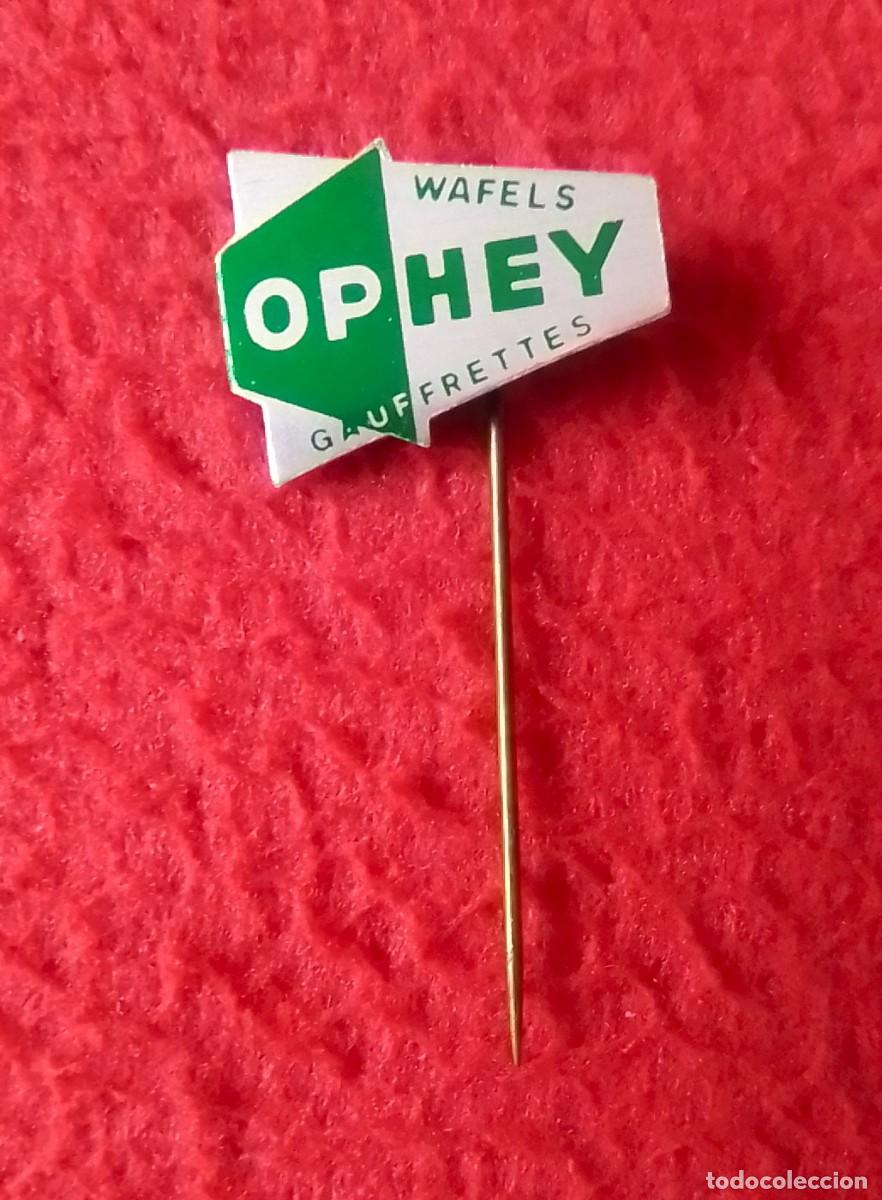 WAFELS
OPHEY
GAUFFRETTES
todocoleccion